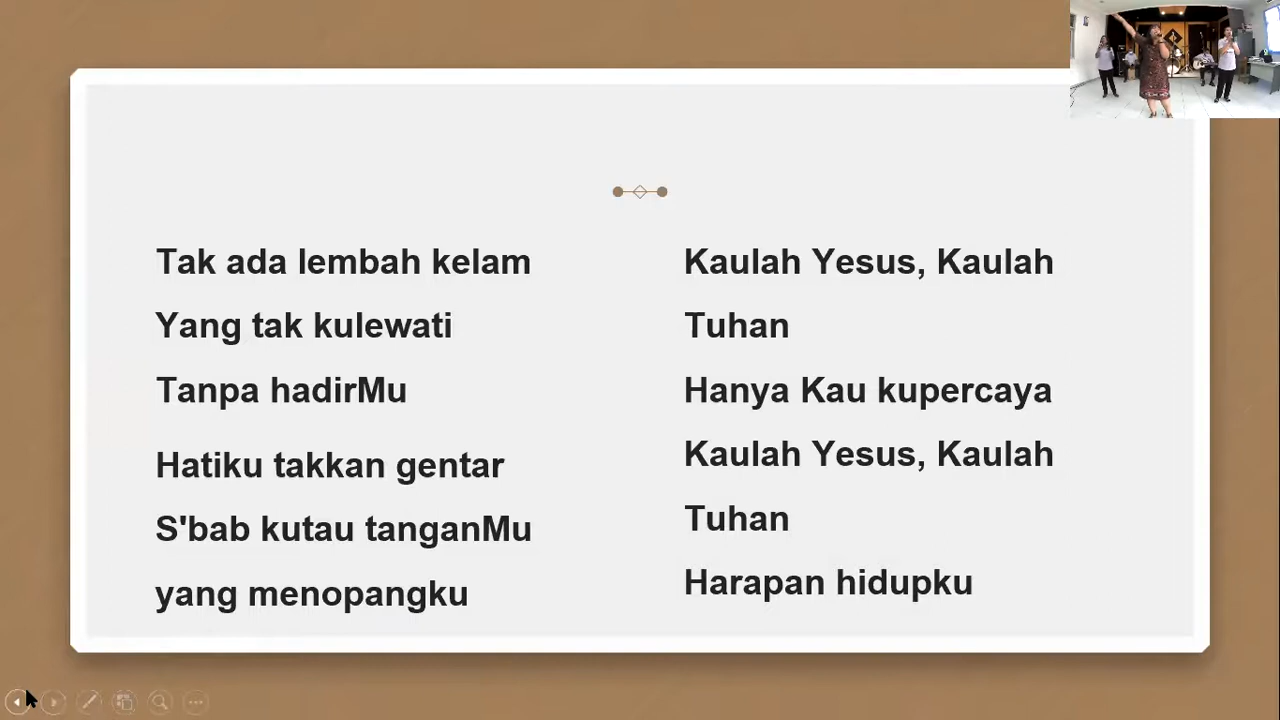 Tak ada lembah kelam
Yang tak kulewati
Tanpa hadirMu
Hatiku takkan gentar
S'bab kutau tanganMu
yang menopangku
Kaulah Yesus, Kaulah
Tuhan
Hanya Kau kupercaya
Kaulah Yesus, Kaulah
Tuhan
Harapan hidupku